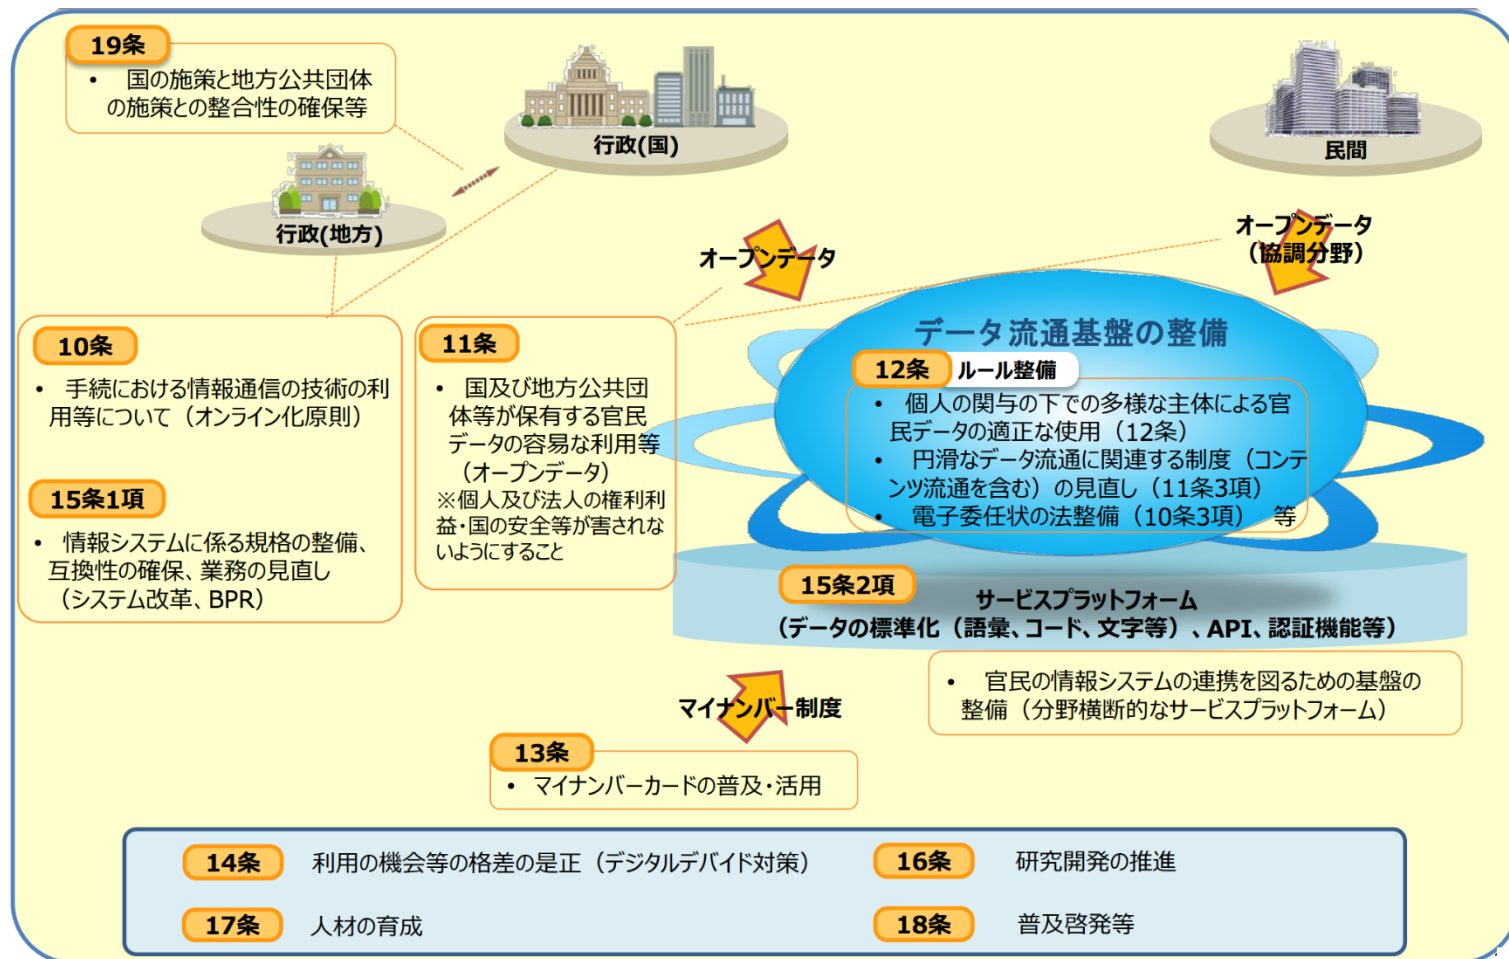 19条
• 国の施策と地方公共団体
の施策との整合性の確保等
行政(国)
民間
行政(地方)
オープンデータ
オープンデータ
（協調分野）
10条
• 手続における情報通信の技術の利
用等について（オンライン化原則）
15条1項
• 情報システムに係る規格の整備、
互換性の確保、業務の見直し
（システム改革、BPR）
11条
• 国及び地方公共団
体等が保有する官民
データの容易な利用等
（オープンデータ）
※個人及び法人の権利利
益・国の安全等が害されな
いようにすること
データ流通基盤の整備
12条 ルール整備
• 個人の関与の下での多様な主体による官
民データの適正な使用（12条）
• 円滑なデータ流通に関連する制度（コンテ
ンツ流通を含む）の見直し（11条3項）
• 電子委任状の法整備（10条3項） 等
15条2項
サービスプラットフォーム
（データの標準化（語彙、コード、文字等）、API、認証機能等）
• 官民の情報システムの連携を図るための基盤の
整備（分野横断的なサービスプラットフォーム）
マイナンバー制度
13条
• マイナンバーカードの普及・活用
14条 利用の機会等の格差の是正（デジタルデバイド対策）
16条 研究開発の推進
17条 人材の育成
18条 普及啓発等